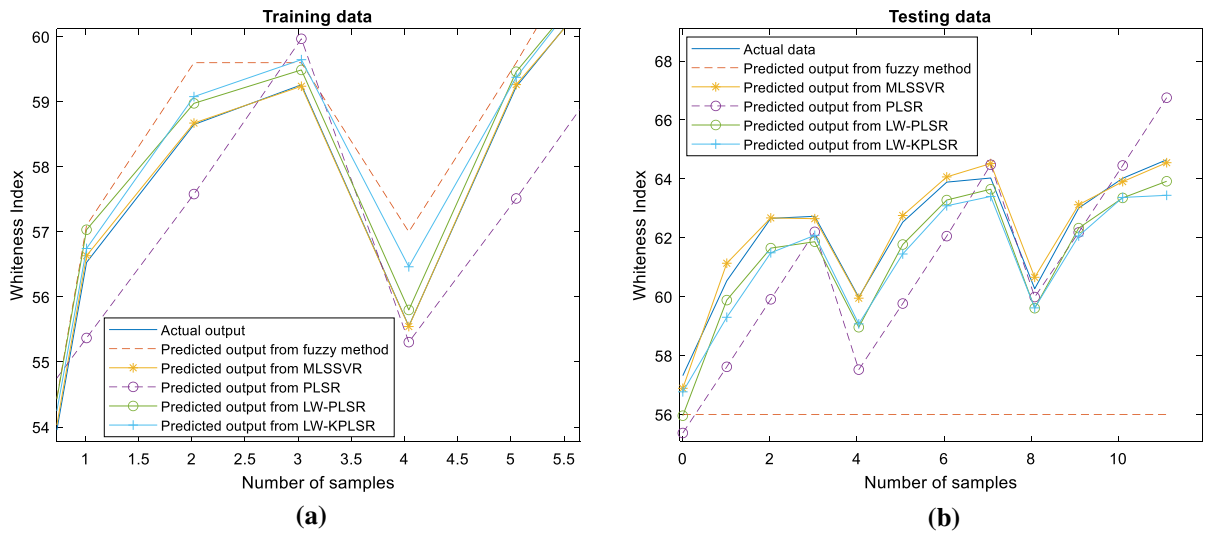 Training data
60
59
58
57
56
55
54
Whiteness Index
Actual output
Predicted output from fuzzy method
Predicted output from MLSSVR
Predicted output from PLSR
Predicted output from LW-PLSR
Predicted output from LW-KPLSR
1 1.5 2 2.5 3 3.5 4 4.5 5 5.5
Number of samples
(a)
Testing data
68
66
64
62
60
58
56
Whiteness Index
Actual data
Predicted output from fuzzy method
Predicted output from MLSSVR
Predicted output from PLSR
Predicted output from LW-PLSR
Predicted output from LW-KPLSR
0 2 4 6 8 10
Number of samples
(b)